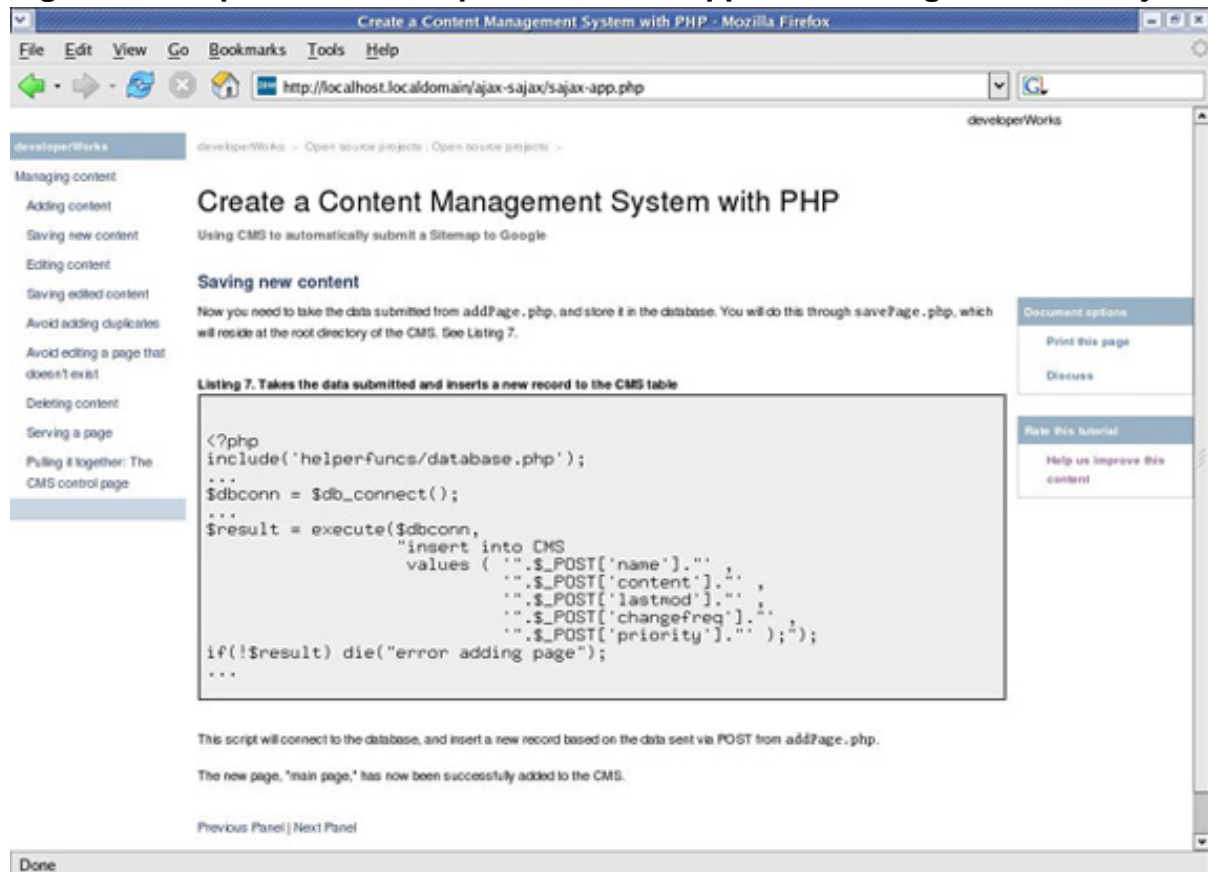 Create a Content Management System with PHP - Mozilla Firefox
File Edit View Go Bookmarks Tools Help
http://localhost.localdomain/ajax-sajax/sajax-app.php
developerWorks
developerWorks
developerWorks > Open source projects | Open source projects >
Managing content
Adding content
Saving new content
Editing content
Saving edited content
Avoid adding duplicates
Avoid editing a page that
doesn't exist
Deleting content
Serving a page
Pulling it together: The
CMS control page
Create a Content Management System with PHP
Using CMS to automatically submit a Sitemap to Google
Saving new content
Now you need to take the data submitted from addPage.php, and store it in the database. You will do this through savePage.php, which
will reside at the root directory of the CMS. See Listing 7.
Listing 7. Takes the data submitted and inserts a new record to the CMS table
<?php
include('helperfuncs/database.php');
...
$dbconn = $db_connect();
...
$result = execute($dbconn,
"insert into CMS
values ( '".$_POST['name']."' ,
'".$_POST['content']."' ,
'".$_POST['lastmod']."' ,
'".$_POST['changefreq']."' ,
'".$_POST['priority']."' );");
if(!$result) die("error adding page");
...
This script will connect to the database, and insert a new record based on the data sent via POST from addPage.php.
The new page, "main page," has now been successfully added to the CMS.
Previous Panel | Next Panel
Document options
Print this page
Discuss
Rate this tutorial
Help us improve this
content
Done